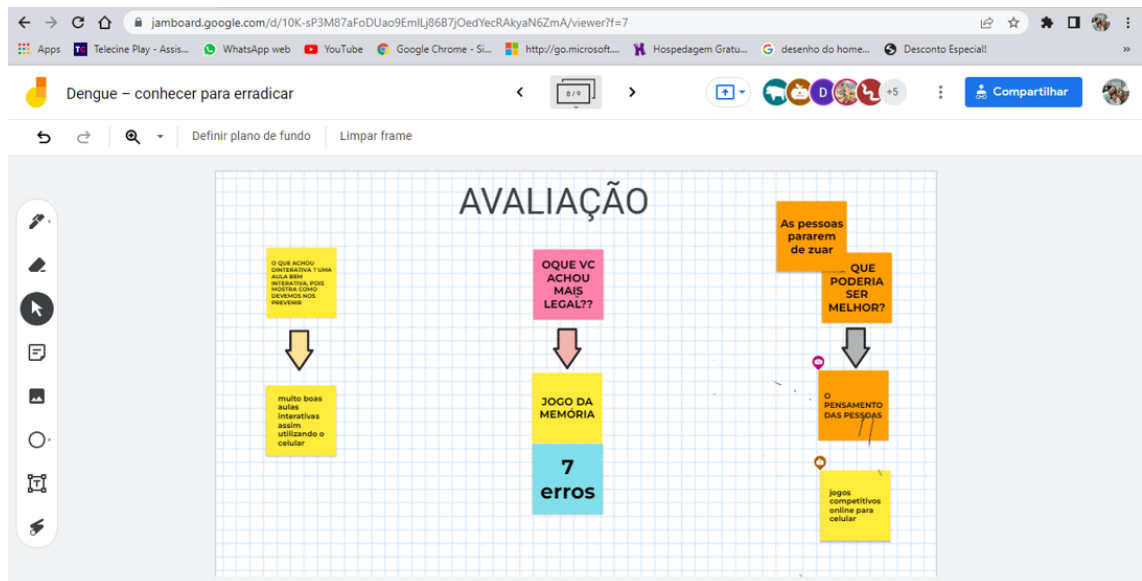 jamboard.google.com/d/10K-sP3M87aFoDUao9EmILj86B7jOedYecRAkyaN6ZmA/viewer?f=7
Apps
Telecine Play - Assis...
WhatsApp web
YouTube
Google Chrome - Si...
http://go.microsoft....
Hospedagem Gratu...
desenho do home...
Desconto Especial!
»
Dengue – conhecer para erradicar
8 / 9
D
+5
Compartilhar
Definir plano de fundo
Limpar frame
AVALIAÇÃO
O QUE ACHOU
DINTERATIVA ? UMA
AULA BEM
INTERATIVA, POIS
MOSTRA COMO
DEVEMOS NOS
PREVENIR
muito boas
aulas
interativas
assim
utilizando o
celular
OQUE VC
ACHOU
MAIS
LEGAL??
JOGO DA
MEMÓRIA
7
erros
As pessoas
pararem
de zuar
QUE
PODERIA
SER
MELHOR?
O
PENSAMENTO
DAS PESSOAS
jogos
competitivos
online para
celular